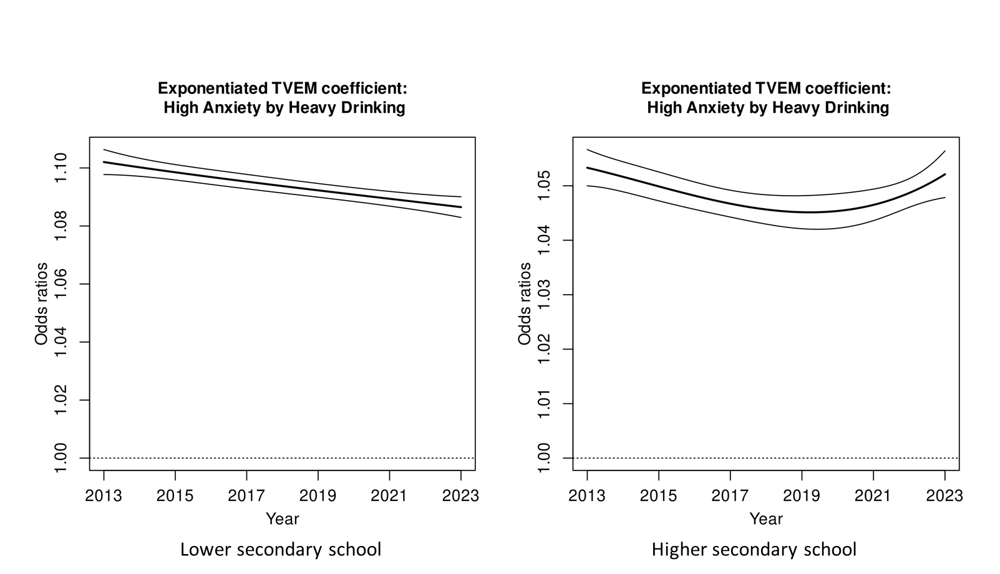 Exponentiated TVEM coefficient:
High Anxiety by Heavy Drinking
Odds ratios
1.10
1.08
1.06
1.04
1.02
1.00
2013 2015 2017 2019 2021 2023
Year
Lower secondary school
Exponentiated TVEM coefficient:
High Anxiety by Heavy Drinking
Odds ratios
1.05
1.04
1.03
1.02
1.01
1.00
2013 2015 2017 2019 2021 2023
Year
Higher secondary school